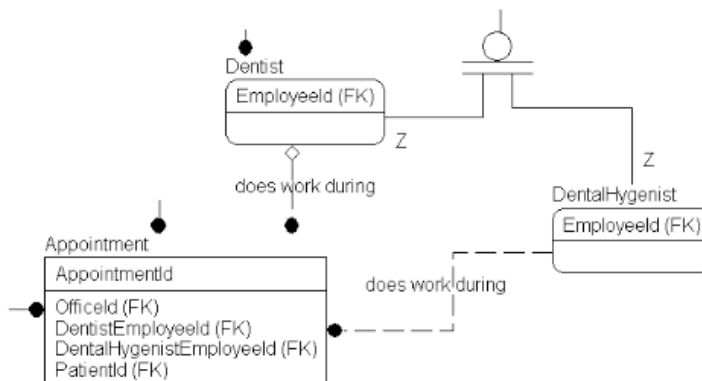 Dentist
EmployeeId (FK)
Z
Z
does work during
DentalHygenist
EmployeeId (FK)
Appointment
AppointmentId
does work during
OfficeId (FK)
DentistEmployeeId (FK)
DentalHygenistEmployeeId (FK)
PatientId (FK)